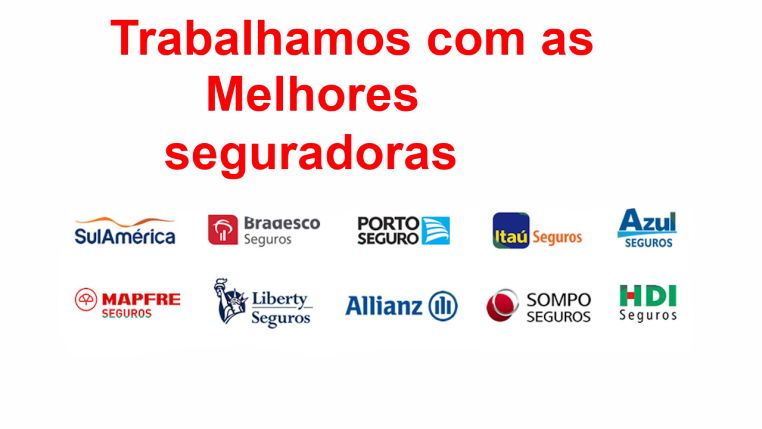 Trabalhamos com as
Melhores
seguradoras
SulAmérica
Bradesco
Seguros
PORTO
SEGURO
Itaú Seguros
Azul
SEGUROS
MAPFRE
SEGUROS
Liberty
Seguros
Allianz
SOMPO
SEGUROS
HDI
Seguros